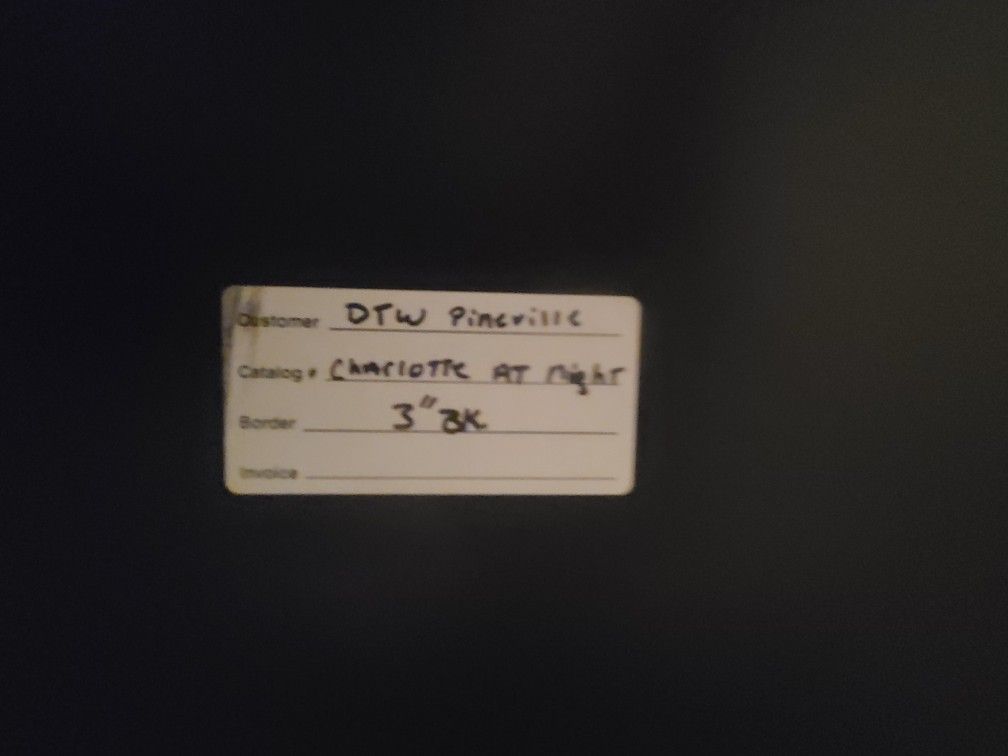 Customer DTW Pineville
Catalog # Charlotte AT Night
Border 3" BK
Invoice